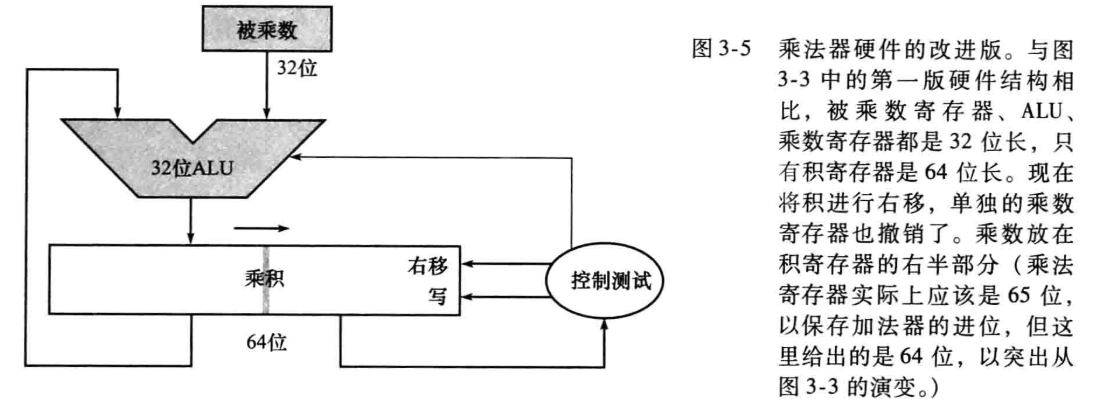 被乘数
32位
32位ALU
乘积
右移
写
64位
控制测试
图 3-5 乘法器硬件的改进版。与图
3-3 中的第一版硬件结构相
比，被乘数寄存器、ALU、
乘数寄存器都是 32 位长，只
有积寄存器是 64 位长。现在
将积进行右移，单独的乘数
寄存器也撤销了。乘数放在
积寄存器的右半部分（乘法
寄存器实际上应该是 65 位，
以保存加法器的进位，但这
里给出的是 64 位，以突出从
图 3-3 的演变。）